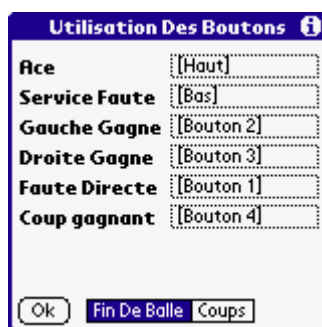 Utilisation Des Boutons i
Ace [Haut]
Service Faute [Bas]
Gauche Gagne [Bouton 2]
Droite Gagne [Bouton 3]
Faute Directe [Bouton 1]
Coup gagnant [Bouton 4]
Ok Fin De Balle Coups